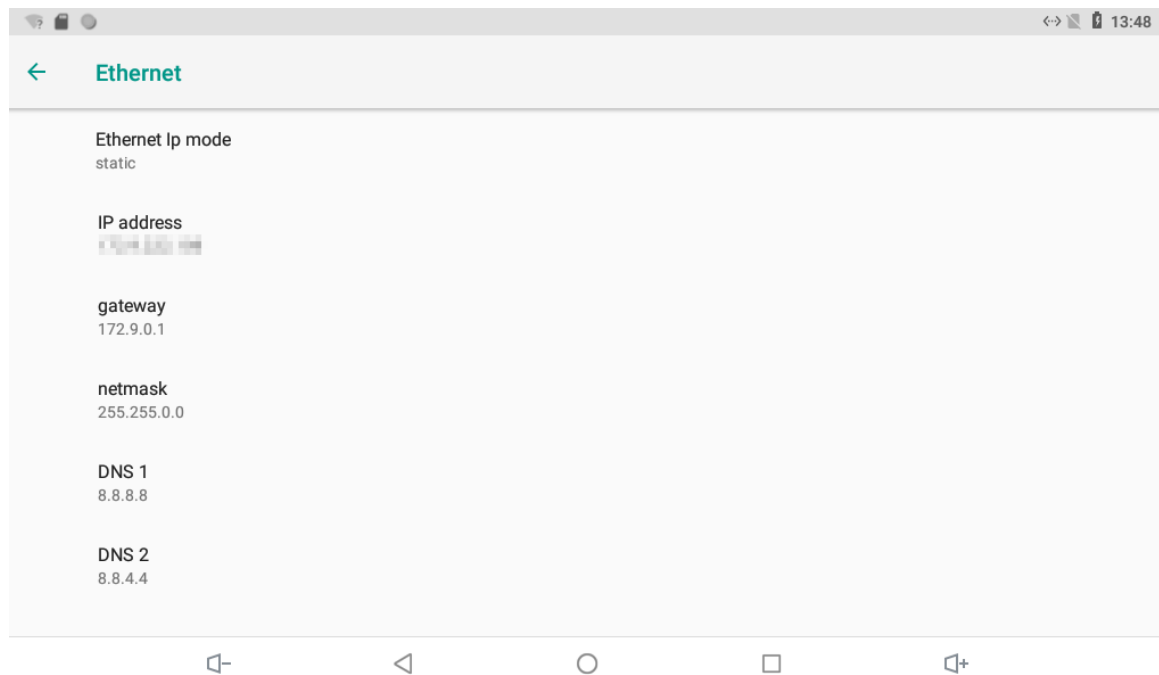 13:48
Ethernet
Ethernet Ip mode
static
IP address
gateway
172.9.0.1
netmask
255.255.0.0
DNS 1
8.8.8.8
DNS 2
8.8.4.4